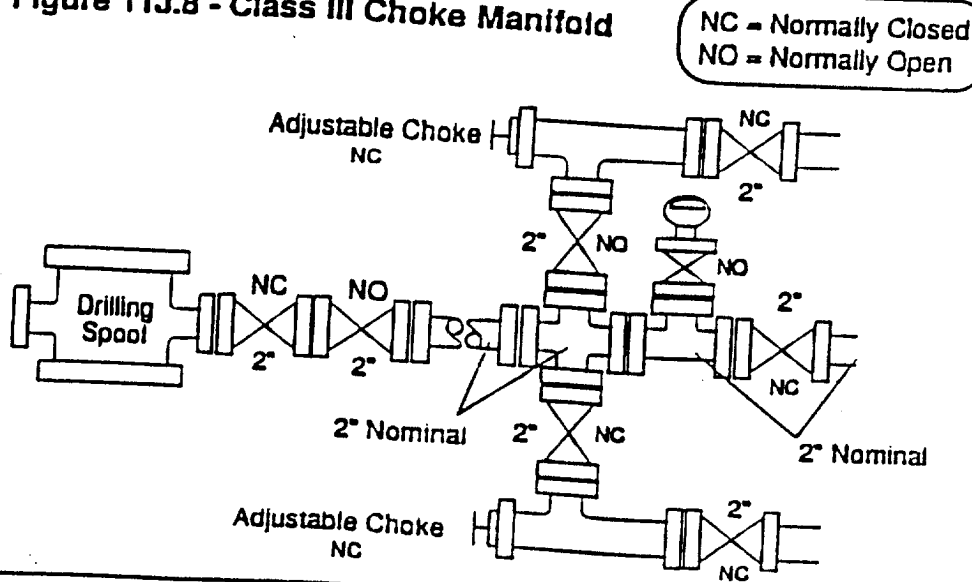 Figure 11J.8 - Class III Choke Manifold
NC = Normally Closed
NO = Normally Open
Adjustable Choke
NC
NC
2"
2"
NO
NO
Drilling
Spool
NC
2"
NO
2"
2"
NC
2" Nominal
2"
NC
2" Nominal
Adjustable Choke
NC
2"
NC